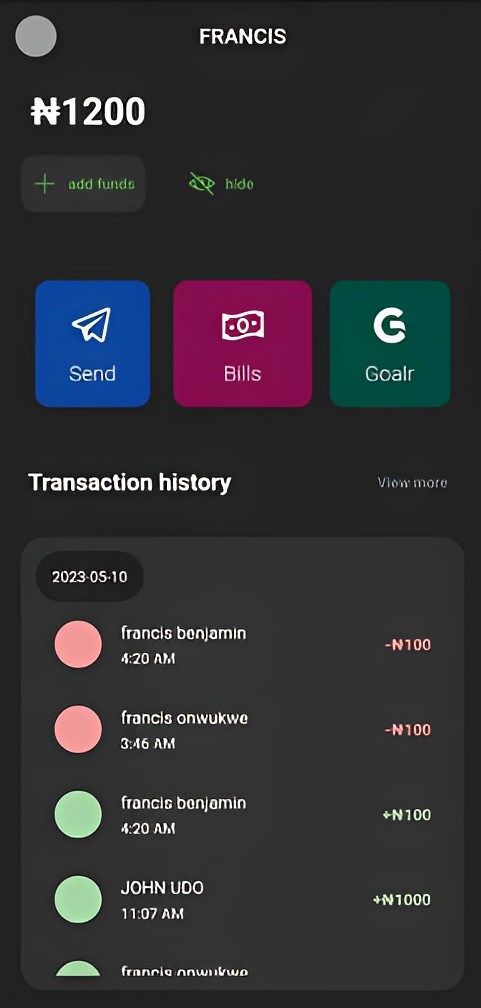 FRANCIS
₦1200
add funds
hide
Send
Bills
Goalr
Transaction history
View more
2023-05-10
francis benjamin
-₦100
4:20 AM
francis onwukwe
-₦100
3:46 AM
francis benjamin
+₦100
4:20 AM
JOHN UDO
+₦1000
11:07 AM
francis onwukwe